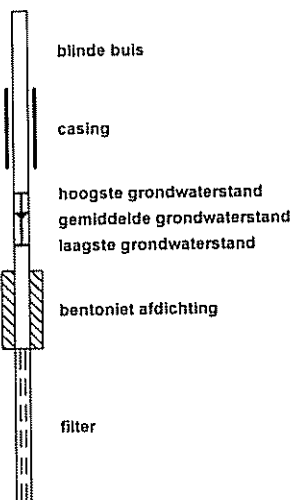 blinde buis
casing
hoogste grondwaterstand
gemiddelde grondwaterstand
laagste grondwaterstand
bentoniet afdichting
filter